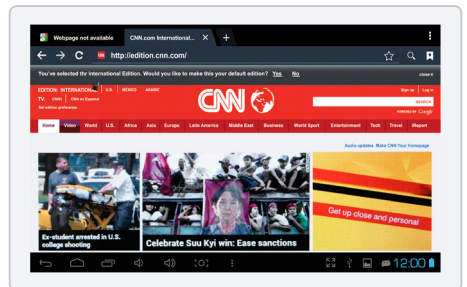 Webpage not available
CNN.com International...
http://edition.cnn.com/
You've selected thr international Edition. Would you like to make this your default edition? Yes No
close
EDITION: INTERNATIONAL U.S. MÉXICO ARABIC
Sign up Log in
TV: CNNi CNN en Español
Set edition preference
CNN
SEARCH
POWERED BY Google
Home Video World U.S. Africa Asia Europe Latin America Middle East Business World Sport Entertainment Tech Travel iReport
Audio updates Make CNN Your Homepage
Get up close and personal
Ex-student arrested in U.S.
college shooting
Celebrate Suu Kyi win: Ease sanctions
12:00